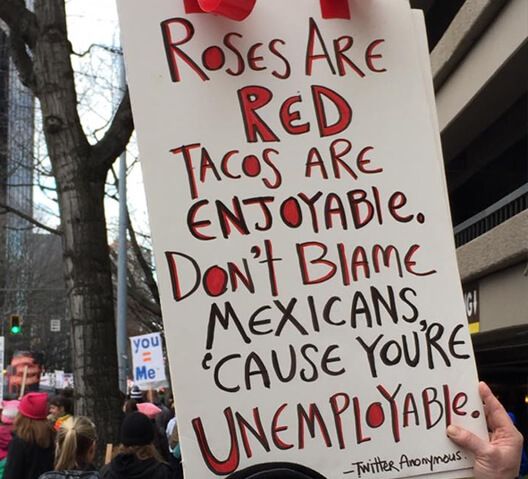 Roses Are
RED
Tacos are
enjoyable.
Don't Blame
Mexicans,
'cause you're
Unemployable.
-Twitter Anonymous.
you
=
Me